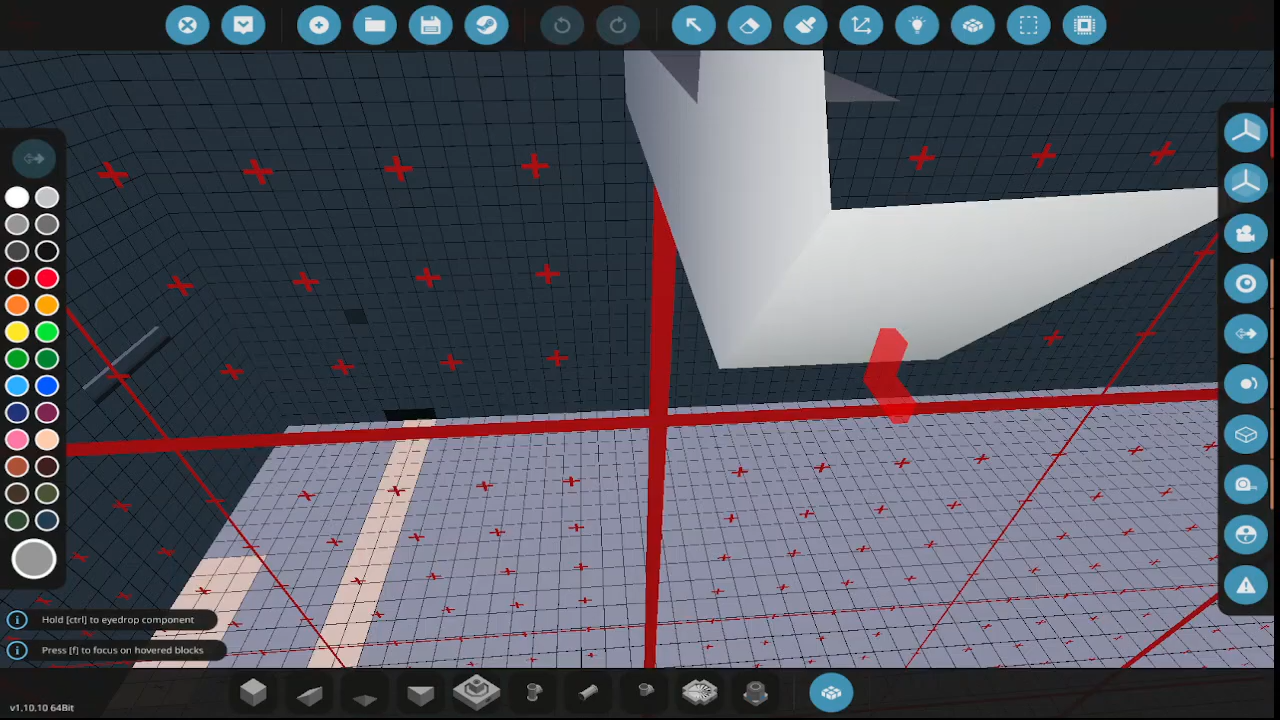 Hold [ctrl] to eyedrop component
Press [f] to focus on hovered blocks
v1.10.10 64Bit